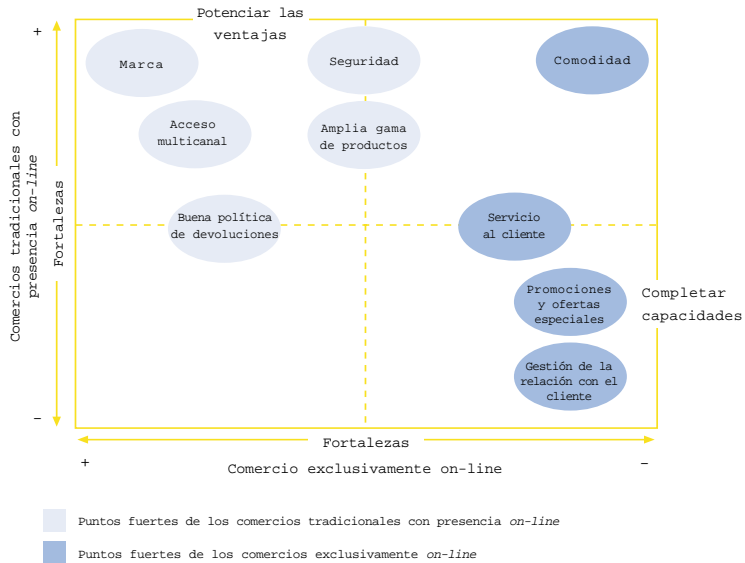 Potenciar las
ventajas
+
Marca
Seguridad
Comodidad
Acceso
multicanal
Amplia gama
de productos
Comercios tradicionales con
presencia on-line
Fortalezas
Buena política
de devoluciones
Servicio
al cliente
Promociones
y ofertas
especiales
Completar
capacidades
Gestión de la
relación con el
cliente
–
Fortalezas
+
Comercio exclusivamente on-line
–
Puntos fuertes de los comercios tradicionales con presencia on-line
Puntos fuertes de los comercios exclusivamente on-line